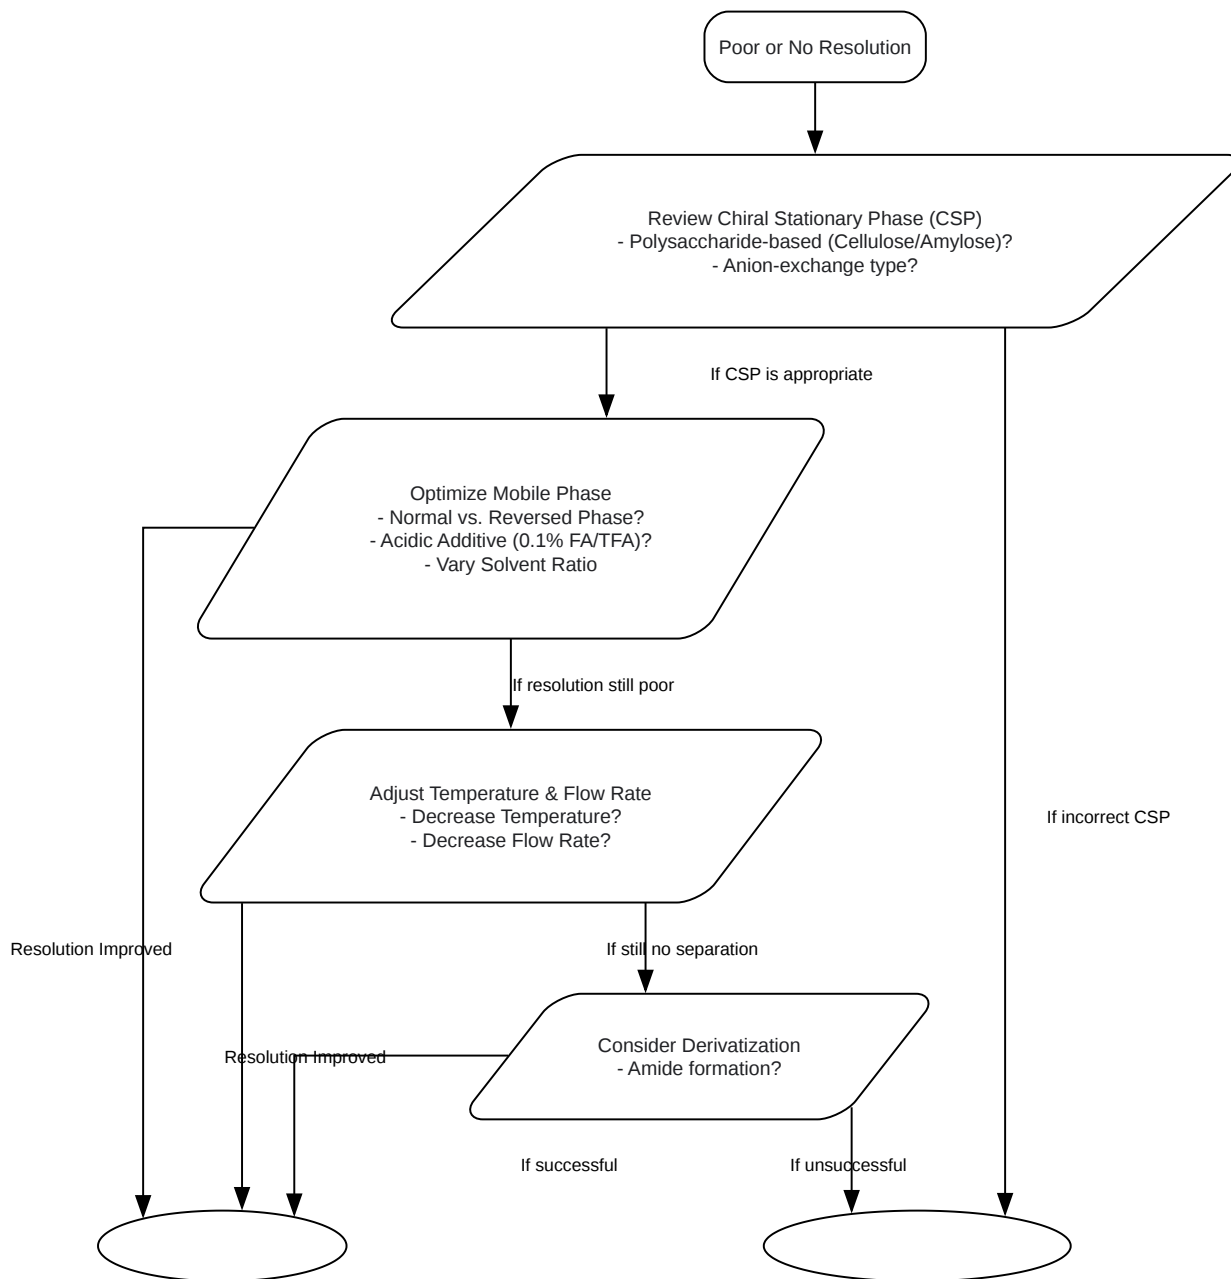 Poor or No Resolution
Review Chiral Stationary Phase (CSP)
- Polysaccharide-based (Cellulose/Amylose)?
- Anion-exchange type?
If CSP is appropriate
Optimize Mobile Phase
- Normal vs. Reversed Phase?
- Acidic Additive (0.1% FA/TFA)?
- Vary Solvent Ratio
If resolution still poor
Adjust Temperature & Flow Rate
- Decrease Temperature?
- Decrease Flow Rate?
If incorrect CSP
Resolution Improved
If still no separation
Consider Derivatization
- Amide formation?
Resolution Improved
If successful
If unsuccessful